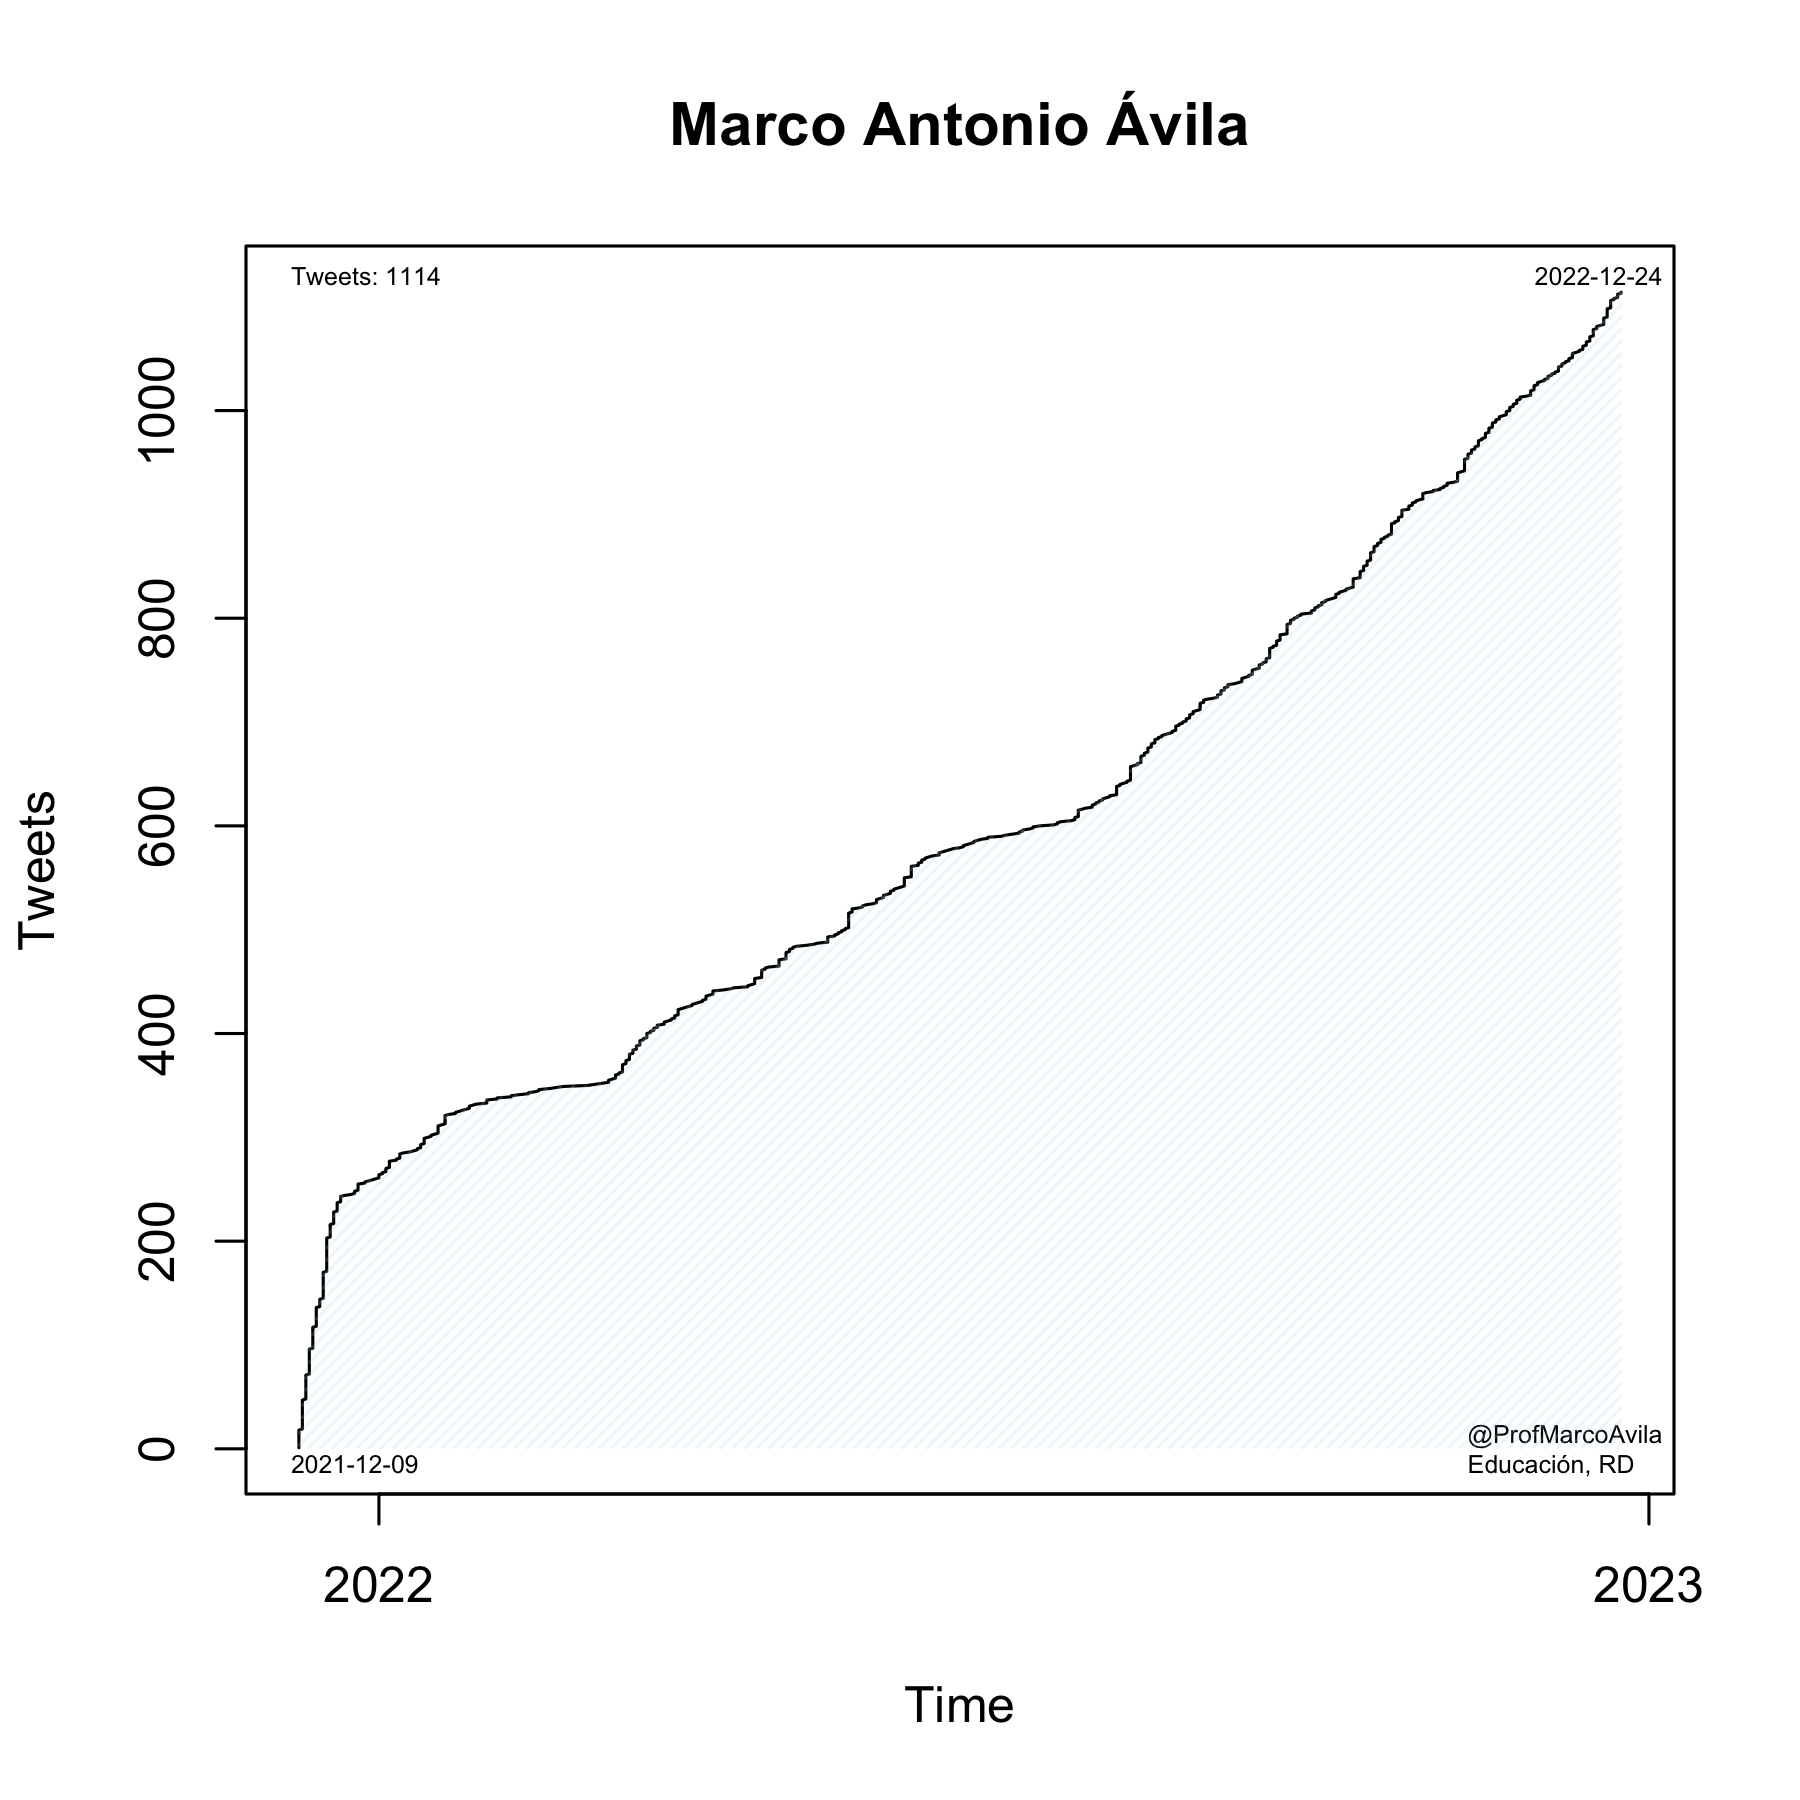 Marco Antonio Ávila
Tweets: 1114
2022-12-24
1000
800
600
400
200
0
Tweets
@ProfMarcoAvila
Educación, RD
2021-12-09
2022
2023
Time